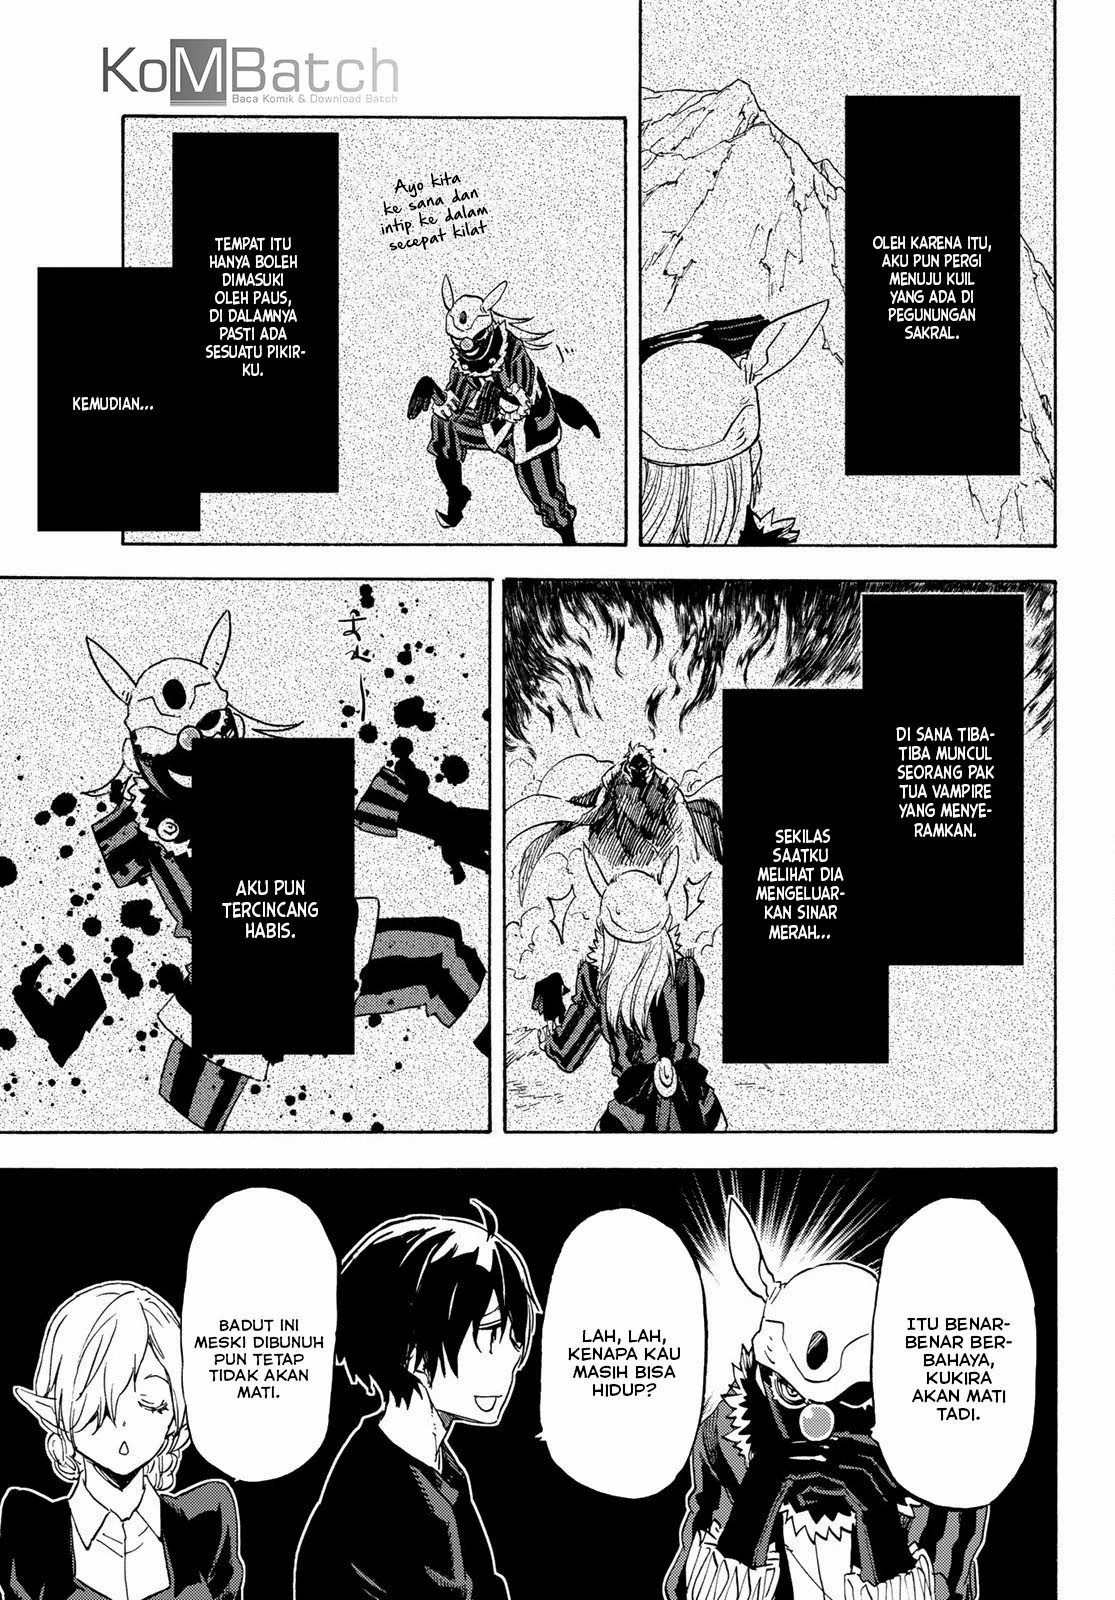 KoMBatch
Baca Komik & Download Batch
OLEH KARENA ITU,
AKU PUN PERGI
MENUJU KUIL
YANG ADA DI
PEGUNUNGAN
SAKRAL.
Ayo kita
ke sana dan
intip ke dalam
secepat kilat
TEMPAT ITU
HANYA BOLEH
DIMASUKI
OLEH PAUS,
DI DALAMNYA
PASTI ADA
SESUATU PIKIR-
KU.
KEMUDIAN...
DI SANA TIBA-
TIBA MUNCUL
SEORANG PAK
TUA VAMPIRE
YANG MENYE-
RAMKAN.
SEKILAS
SAATKU
MELIHAT DIA
MENGELUAR-
KAN SINAR
MERAH...
AKU PUN
TERCINCANG
HABIS.
ITU BENAR-
BENAR BER-
BAHAYA,
KUKIRA
AKAN MATI
TADI.
LAH, LAH,
KENAPA KAU
MASIH BISA
HIDUP?
BADUT INI
MESKI DIBUNUH
PUN TETAP
TIDAK AKAN
MATI.